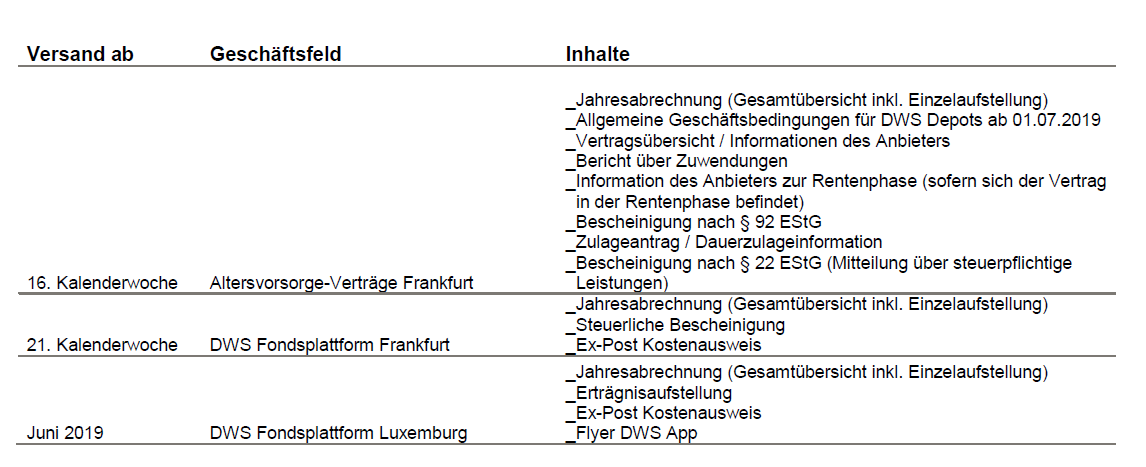 Versand ab Geschäftsfeld Inhalte
_Jahresabrechnung (Gesamtübersicht inkl. Einzelaufstellung)
_Allgemeine Geschäftsbedingungen für DWS Depots ab 01.07.2019
_Vertragsübersicht / Informationen des Anbieters
_Bericht über Zuwendungen
_Information des Anbieters zur Rentenphase (sofern sich der Vertrag
in der Rentenphase befindet)
_Bescheinigung nach § 92 EStG
_Zulageantrag / Dauerzulageinformation
_Bescheinigung nach § 22 EStG (Mitteilung über steuerpflichtige
16. Kalenderwoche Altersvorsorge-Verträge Frankfurt Leistungen)
_Jahresabrechnung (Gesamtübersicht inkl. Einzelaufstellung)
_Steuerliche Bescheinigung
21. Kalenderwoche DWS Fondsplattform Frankfurt _Ex-Post Kostenausweis
_Jahresabrechnung (Gesamtübersicht inkl. Einzelaufstellung)
_Erträgnisaufstellung
_Ex-Post Kostenausweis
Juni 2019 DWS Fondsplattform Luxemburg _Flyer DWS App